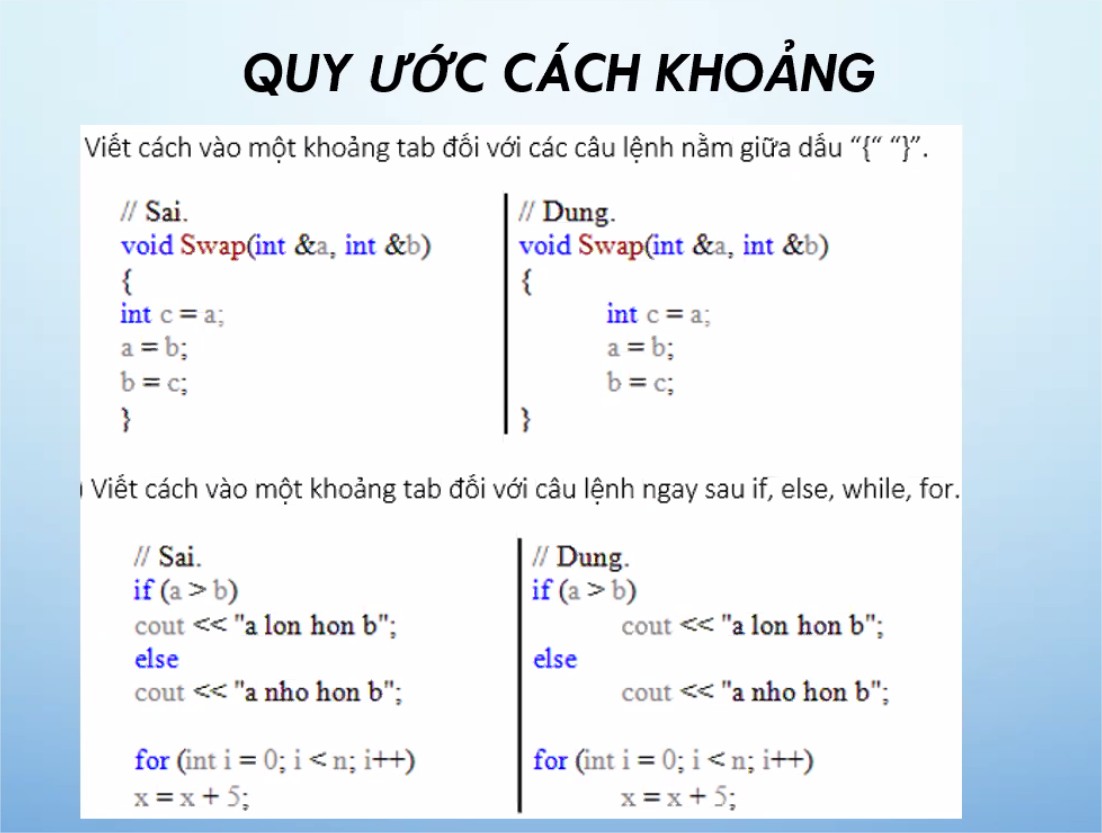 QUY ƯỚC CÁCH KHOẢNG
Viết cách vào một khoảng tab đối với các câu lệnh nằm giữa dấu “{“ “}”.
// Sai.
void Swap(int &a, int &b)
{
int c = a;
a = b;
b = c;
}
// Dung.
void Swap(int &a, int &b)
{
int c = a;
a = b;
b = c;
}
) Viết cách vào một khoảng tab đối với câu lệnh ngay sau if, else, while, for.
// Sai.
if (a > b)
cout << "a lon hon b";
else
cout << "a nho hon b";
for (int i = 0; i < n; i++)
x = x + 5;
// Dung.
if (a > b)
cout << "a lon hon b";
else
cout << "a nho hon b";
for (int i = 0; i < n; i++)
x = x + 5;